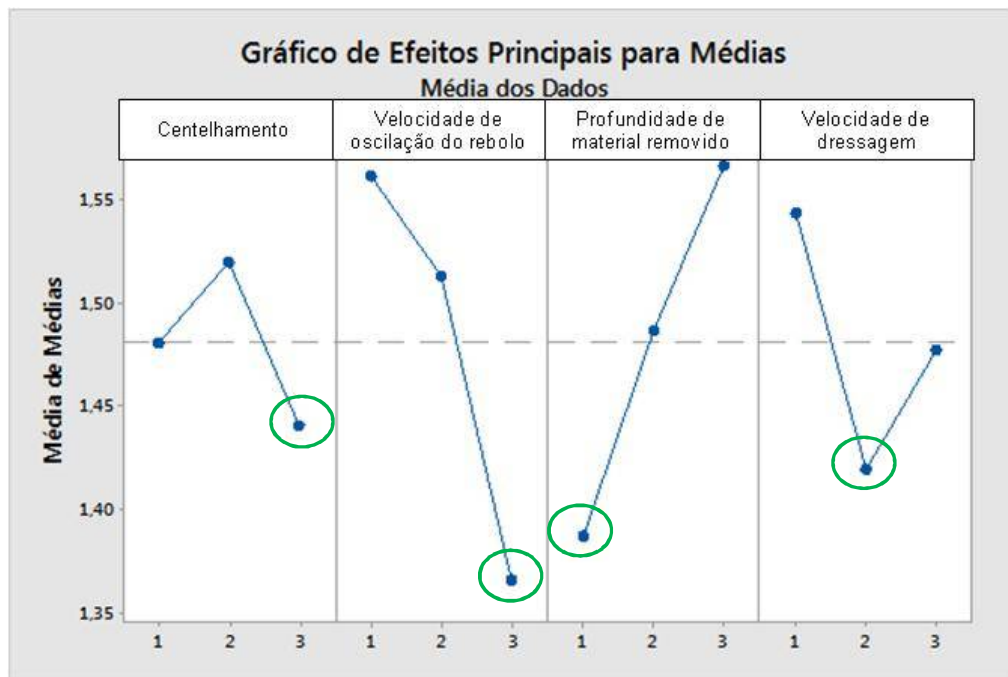 Gráfico de Efeitos Principais para Médias
Média dos Dados
Centelhamento
Velocidade de
oscilação do rebolo
Profundidade de
material removido
Velocidade de
dressagem
Média de Médias
1,55
1,50
1,45
1,40
1,35
1 2 3 1 2 3 1 2 3 1 2 3